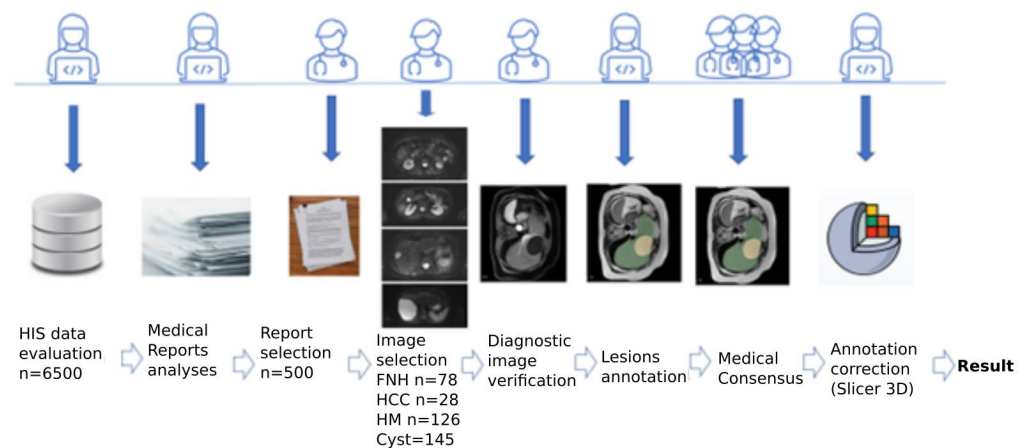 HIS data
evaluation
n=6500
Medical
Reports
analyses
Report
selection
n=500
Image
selection
FNH n=78
HCC n=28
HM n=126
Cyst=145
Diagnostic
image
verification
Lesions
annotation
Medical
Consensus
Annotation
correction
(Slicer 3D)
Result